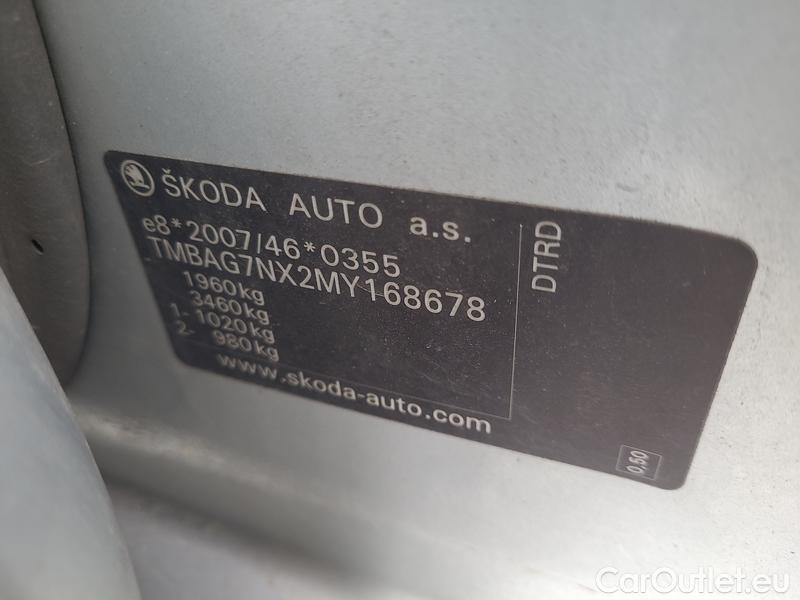 ŠKODA AUTO a.s.
e8*2007/46*0355
TMBAG7NX2MY168678
1960kg
3460kg
1- 1020kg
2- 980kg
www.skoda-auto.com
DTRD
0,50
CarOutlet.eu